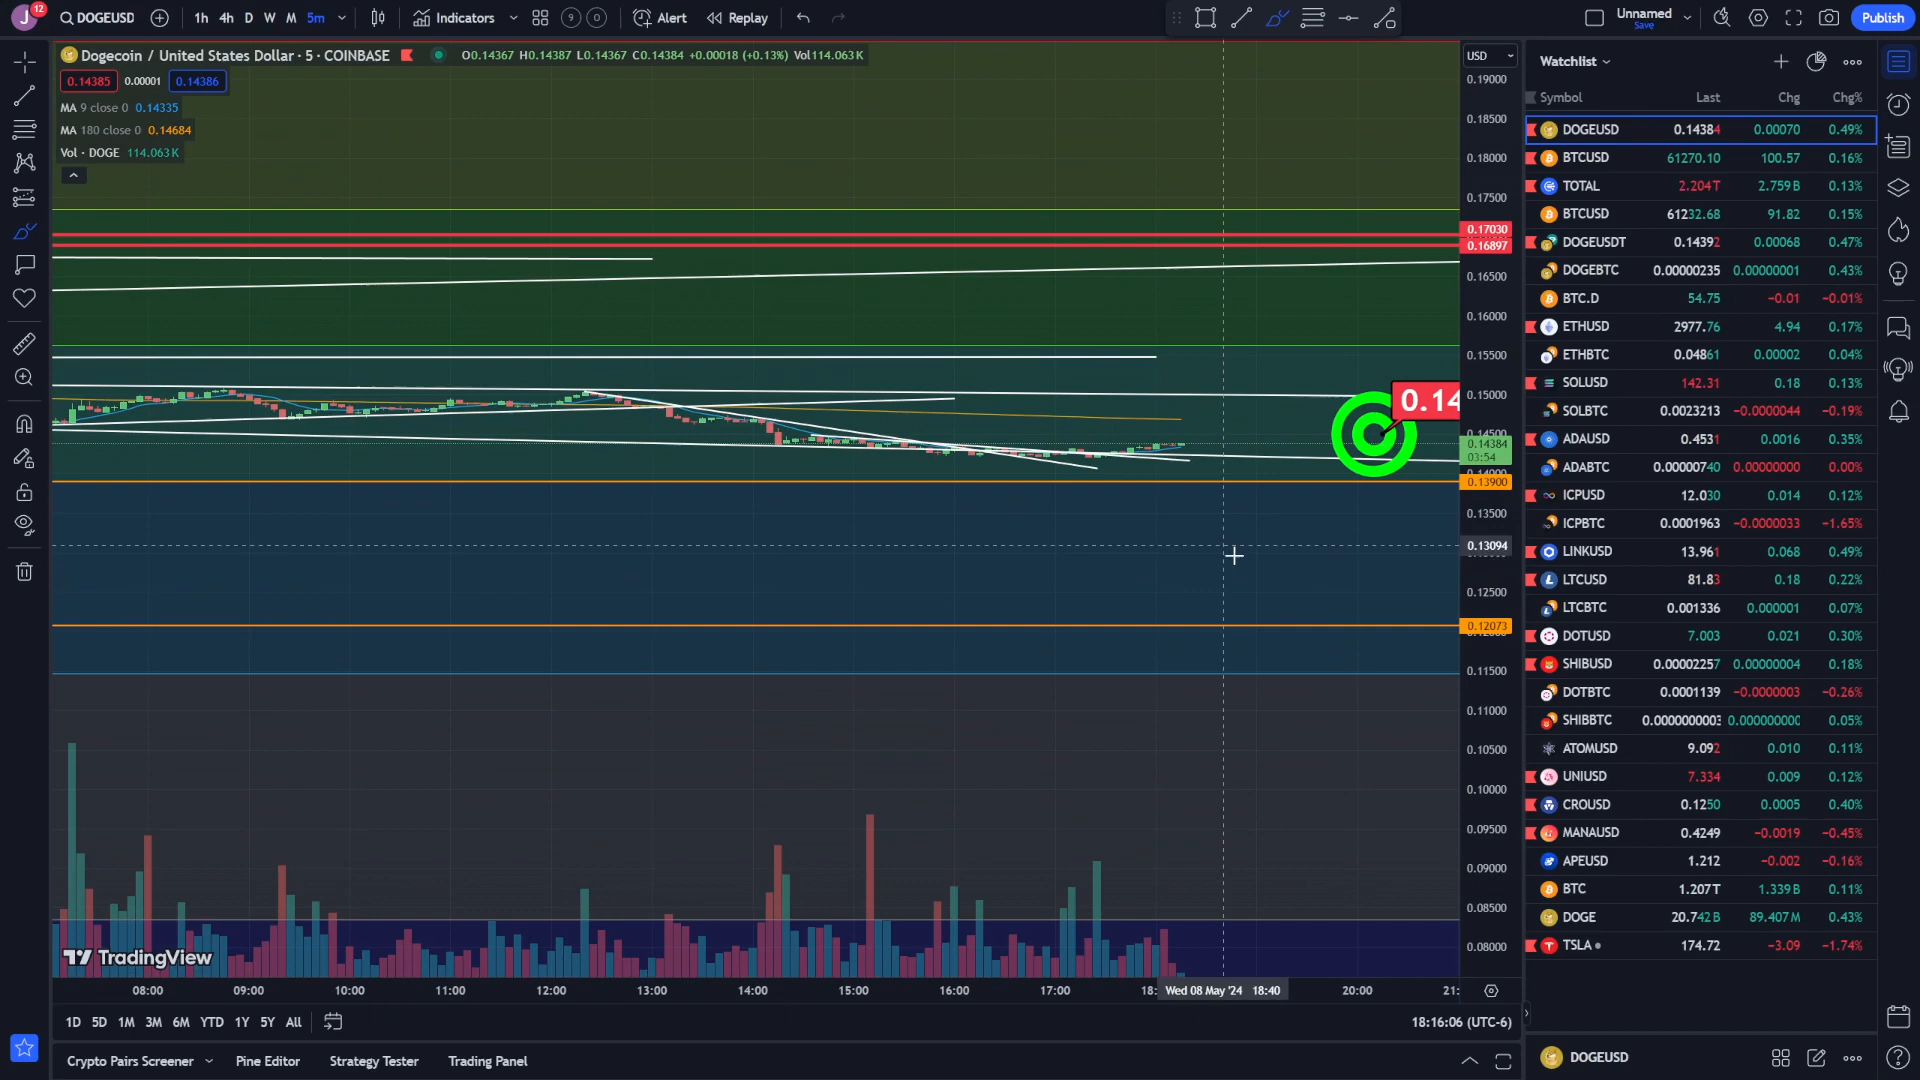 J 12 DOGEUSD 1h 4h D W M 5m Indicators 9 0 Alert Replay Unnamed Save Publish
Dogecoin / United States Dollar · 5 · COINBASE O0.14367 H0.14387 L0.14367 C0.14384 +0.00018 (+0.13%) Vol114.063K
0.14385 0.00001 0.14386
MA 9 close 0 0.14335
MA 180 close 0 0.14684
Vol · DOGE 114.063K
USD
0.19000
0.18500
0.18000
0.17500
0.17030
0.16897
0.16500
0.16000
0.15500
0.15000
0.14
0.14500
0.14384
03:54
0.14000
0.13900
0.13500
0.13094
0.12500
0.12073
0.11500
0.11000
0.10500
0.10000
0.09500
0.09000
0.08500
0.08000
TradingView
08:00 09:00 10:00 11:00 12:00 13:00 14:00 15:00 16:00 17:00 18: Wed 08 May '24 18:40 20:00 21:
1D 5D 1M 3M 6M YTD 1Y 5Y All 18:16:06 (UTC-6)
Crypto Pairs Screener Pine Editor Strategy Tester Trading Panel
Watchlist
Symbol Last Chg Chg%
DOGEUSD 0.14384 0.00070 0.49%
BTCUSD 61270.10 100.57 0.16%
TOTAL 2.204T 2.759B 0.13%
BTCUSD 61232.68 91.82 0.15%
DOGEUSDT 0.14392 0.00068 0.47%
DOGEBTC 0.00000235 0.00000001 0.43%
BTC.D 54.75 −0.01 −0.01%
ETHUSD 2977.76 4.94 0.17%
ETHBTC 0.04861 0.00002 0.04%
SOLUSD 142.31 0.18 0.13%
SOLBTC 0.0023213 −0.0000044 −0.19%
ADAUSD 0.4531 0.0016 0.35%
ADABTC 0.00000740 0.00000000 0.00%
ICPUSD 12.030 0.014 0.12%
ICPBTC 0.0001963 −0.0000033 −1.65%
LINKUSD 13.961 0.068 0.49%
LTCUSD 81.83 0.18 0.22%
LTCBTC 0.001336 0.000001 0.07%
DOTUSD 7.003 0.021 0.30%
SHIBUSD 0.00002257 0.00000004 0.18%
DOTBTC 0.0001139 −0.0000003 −0.26%
SHIBBTC 0.0000000003 0.000000000 0.05%
ATOMUSD 9.092 0.010 0.11%
UNIUSD 7.334 0.009 0.12%
CROUSD 0.1250 0.0005 0.40%
MANAUSD 0.4249 −0.0019 −0.45%
APEUSD 1.212 −0.002 −0.16%
BTC 1.207T 1.339B 0.11%
DOGE 20.742B 89.407M 0.43%
TSLA 174.72 −3.09 −1.74%
DOGEUSD